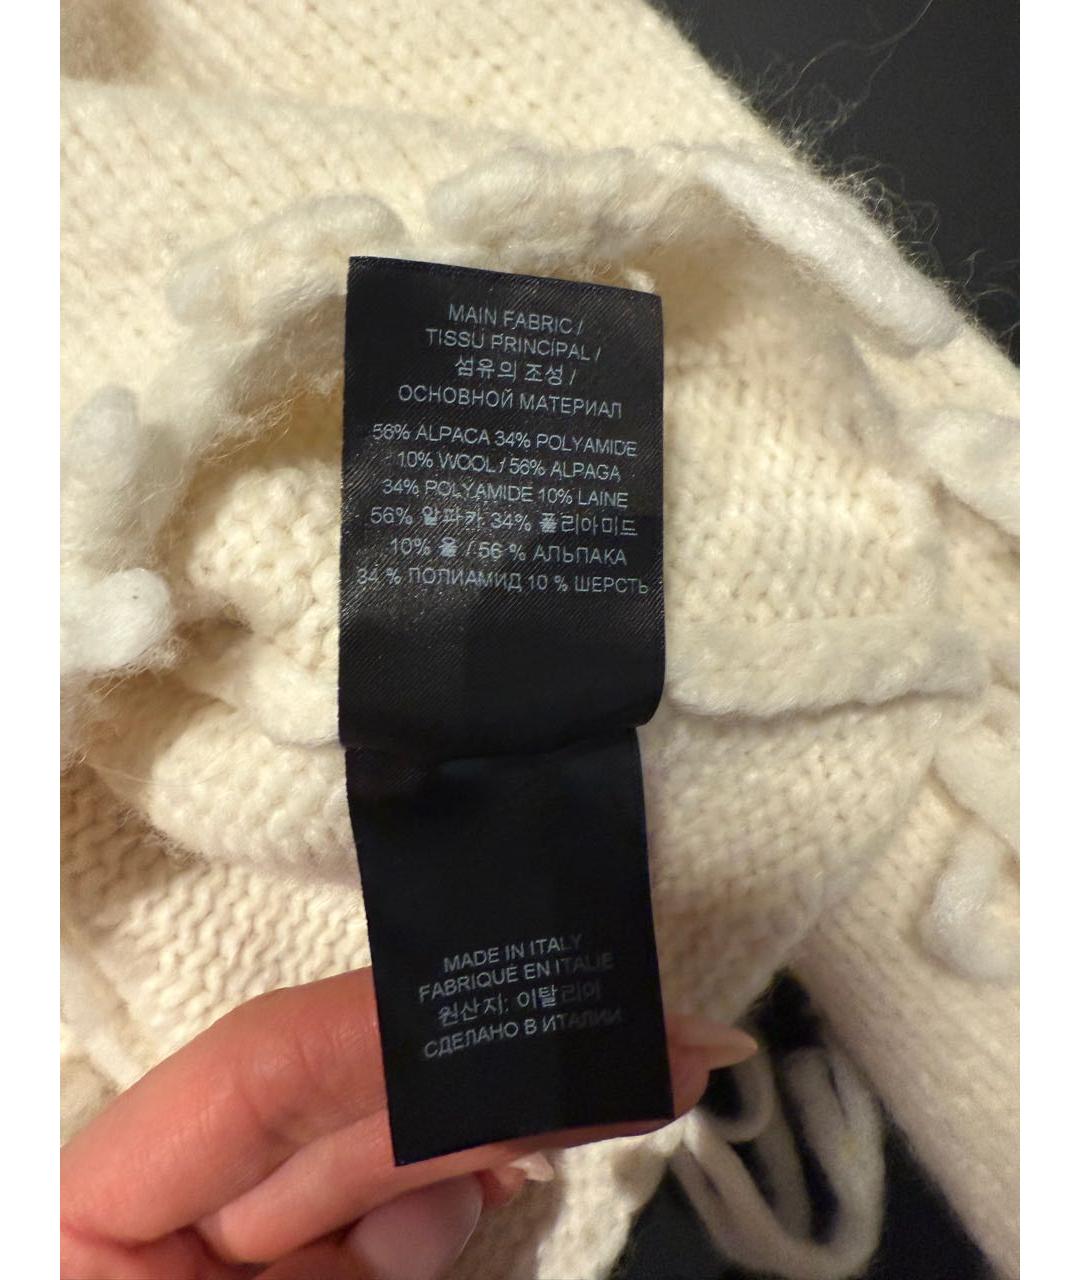 MAIN FABRIC /
TISSU PRINCIPAL /
섬유의 조성 /
ОСНОВНОЙ МАТЕРИАЛ
56% ALPACA 34% POLYAMIDE
10% WOOL / 56% ALPAGA
34% POLYAMIDE 10% LAINE
56% 알파카 34% 폴리아미드
10% 울 / 56 % АЛЬПАКА
34 % ПОЛИАМИД 10 % ШЕРСТЬ
MADE IN ITALY
FABRIQUÉ EN ITALIE
원산지: 이탈리아
СДЕЛАНО В ИТАЛИИ